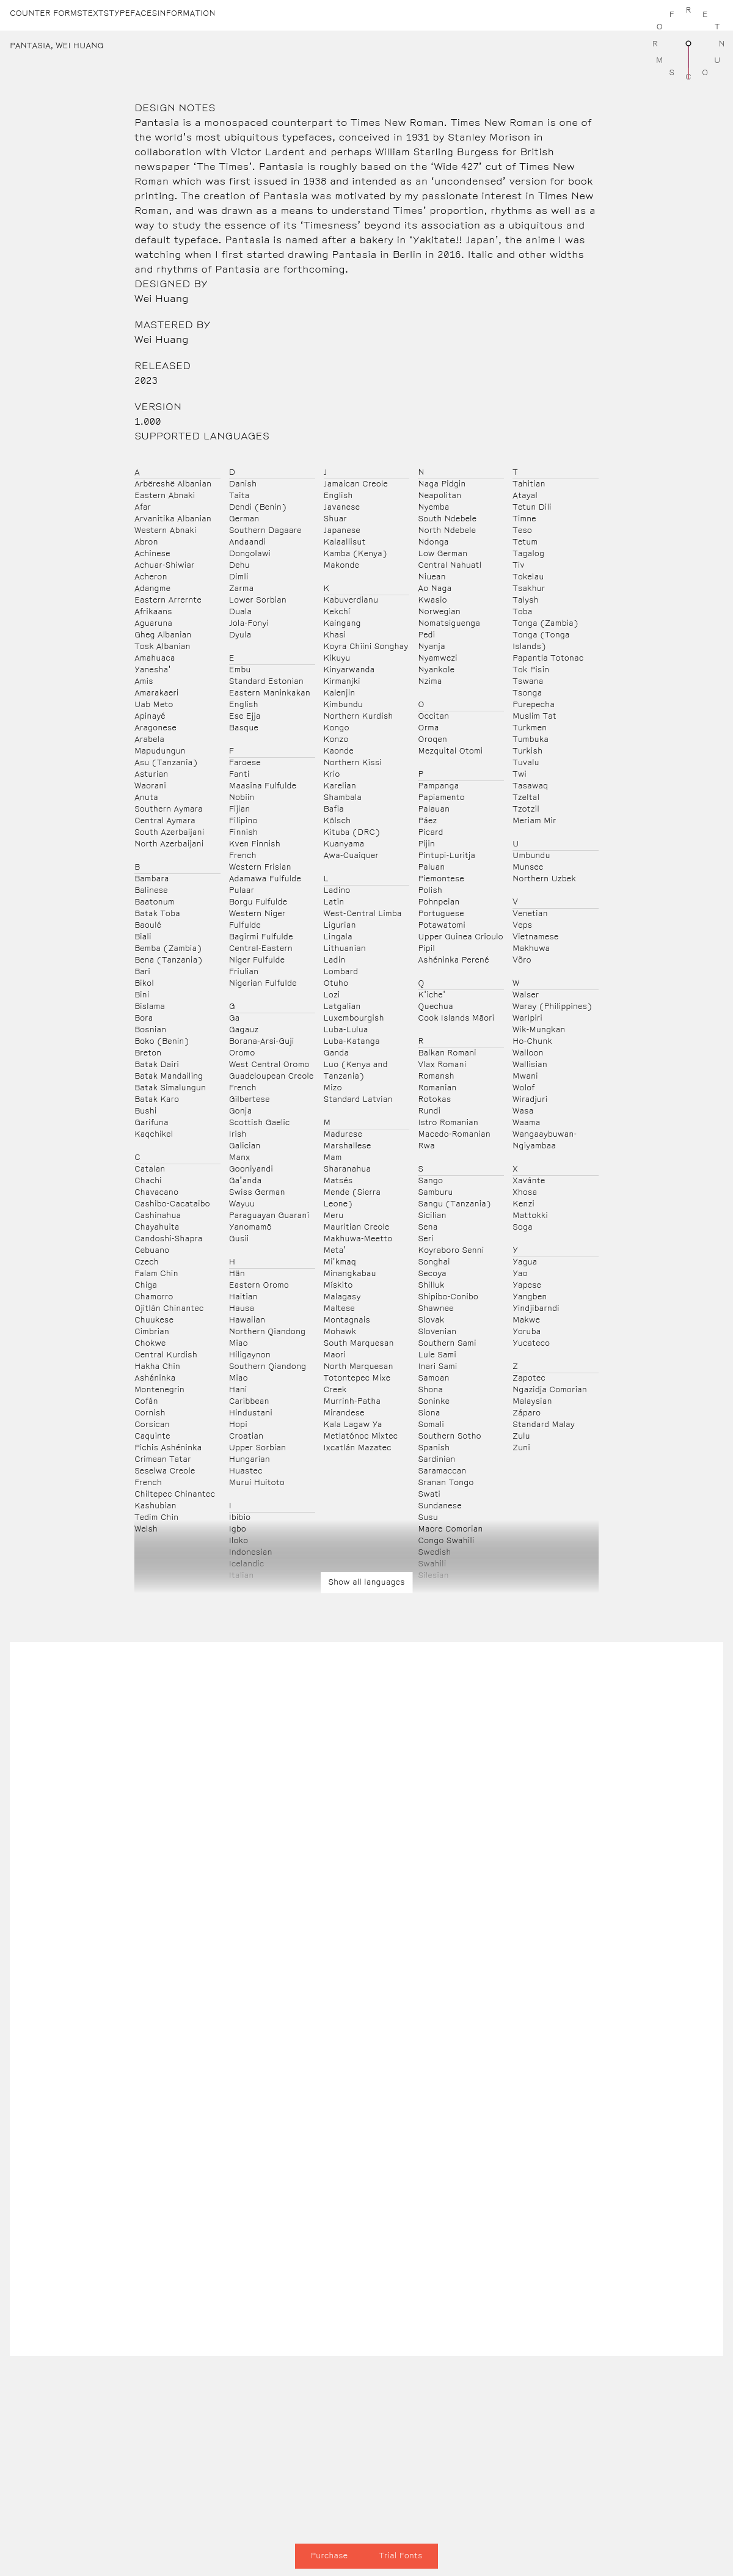 COUNTER FORMSTEXTSTYPEFACESINFORMATION
COUNTER FORMS
PANTASIA, WEI HUANG
DESIGN NOTES
Pantasia is a monospaced counterpart to Times New Roman. Times New Roman is one of
the world's most ubiquitous typefaces, conceived in 1931 by Stanley Morison in
collaboration with Victor Lardent and perhaps William Starling Burgess for British
newspaper ‘The Times’. Pantasia is roughly based on the ‘Wide 427’ cut of Times New
Roman which was first issued in 1938 and intended as an ‘uncondensed’ version for book
printing. The creation of Pantasia was motivated by my passionate interest in Times New
Roman, and was drawn as a means to understand Times’ proportion, rhythms as well as a
way to study the essence of its ‘Timesness’ beyond its association as a ubiquitous and
default typeface. Pantasia is named after a bakery in ‘Yakitate!! Japan’, the anime I was
watching when I first started drawing Pantasia in Berlin in 2016. Italic and other widths
and rhythms of Pantasia are forthcoming.
DESIGNED BY
Wei Huang
MASTERED BY
Wei Huang
RELEASED
2023
VERSION
1.000
SUPPORTED LANGUAGES
A
Arbëreshë Albanian
Eastern Abnaki
Afar
Arvanitika Albanian
Western Abnaki
Abron
Achinese
Achuar-Shiwiar
Acheron
Adangme
Eastern Arrernte
Afrikaans
Aguaruna
Gheg Albanian
Tosk Albanian
Amahuaca
Yanesha'
Amis
Amarakaeri
Uab Meto
Apinayé
Aragonese
Arabela
Mapudungun
Asu (Tanzania)
Asturian
Waorani
Anuta
Southern Aymara
Central Aymara
South Azerbaijani
North Azerbaijani
B
Bambara
Balinese
Baatonum
Batak Toba
Baoulé
Biali
Bemba (Zambia)
Bena (Tanzania)
Bari
Bikol
Bini
Bislama
Bora
Bosnian
Boko (Benin)
Breton
Batak Dairi
Batak Mandailing
Batak Simalungun
Batak Karo
Bushi
Garifuna
Kaqchikel
C
Catalan
Chachi
Chavacano
Cashibo-Cacataibo
Cashinahua
Chayahuita
Candoshi-Shapra
Cebuano
Czech
Falam Chin
Chiga
Chamorro
Ojitlán Chinantec
Chuukese
Cimbrian
Chokwe
Central Kurdish
Hakha Chin
Asháninka
Montenegrin
Cofán
Cornish
Corsican
Caquinte
Pichis Ashéninka
Crimean Tatar
Seselwa Creole
French
Chiltepec Chinantec
Kashubian
Tedim Chin
Welsh
D
Danish
Taita
Dendi (Benin)
German
Southern Dagaare
Andaandi
Dongolawi
Dehu
Dimli
Zarma
Lower Sorbian
Duala
Jola-Fonyi
Dyula
E
Embu
Standard Estonian
Eastern Maninkakan
English
Ese Ejja
Basque
F
Faroese
Fanti
Maasina Fulfulde
Nobiin
Fijian
Filipino
Finnish
Kven Finnish
French
Western Frisian
Adamawa Fulfulde
Pulaar
Borgu Fulfulde
Western Niger
Fulfulde
Bagirmi Fulfulde
Central-Eastern
Niger Fulfulde
Friulian
Nigerian Fulfulde
G
Ga
Gagauz
Borana-Arsi-Guji
Oromo
West Central Oromo
Guadeloupean Creole
French
Gilbertese
Gonja
Scottish Gaelic
Irish
Galician
Manx
Gooniyandi
Ga'anda
Swiss German
Wayuu
Paraguayan Guaraní
Yanomamö
Gusii
H
Hän
Eastern Oromo
Haitian
Hausa
Hawaiian
Northern Qiandong
Miao
Hiligaynon
Southern Qiandong
Miao
Hani
Caribbean
Hindustani
Hopi
Croatian
Upper Sorbian
Hungarian
Huastec
Murui Huitoto
I
Ibibio
Igbo
Iloko
Indonesian
Icelandic
Italian
J
Jamaican Creole
English
Javanese
Shuar
Japanese
Kalaallisut
Kamba (Kenya)
Makonde
K
Kabuverdianu
Kekchí
Kaingang
Khasi
Koyra Chiini Songhay
Kikuyu
Kinyarwanda
Kirmanjki
Kalenjin
Kimbundu
Northern Kurdish
Kongo
Konzo
Kaonde
Northern Kissi
Krio
Karelian
Shambala
Bafia
Kölsch
Kituba (DRC)
Kuanyama
Awa-Cuaiquer
L
Ladino
Latin
West-Central Limba
Ligurian
Lingala
Lithuanian
Ladin
Lombard
Otuho
Lozi
Latgalian
Luxembourgish
Luba-Lulua
Luba-Katanga
Ganda
Luo (Kenya and
Tanzania)
Mizo
Standard Latvian
M
Madurese
Marshallese
Mam
Sharanahua
Matsés
Mende (Sierra
Leone)
Meru
Mauritian Creole
Makhuwa-Meetto
Meta'
Mi'kmaq
Minangkabau
Mískito
Malagasy
Maltese
Montagnais
Mohawk
South Marquesan
Maori
North Marquesan
Totontepec Mixe
Creek
Murrinh-Patha
Mirandese
Kala Lagaw Ya
Metlatónoc Mixtec
Ixcatlán Mazatec
N
Naga Pidgin
Neapolitan
Nyemba
South Ndebele
North Ndebele
Ndonga
Low German
Central Nahuatl
Niuean
Ao Naga
Kwasio
Norwegian
Nomatsiguenga
Pedi
Nyanja
Nyamwezi
Nyankole
Nzima
O
Occitan
Orma
Oroqen
Mezquital Otomi
P
Pampanga
Papiamento
Palauan
Páez
Picard
Pijin
Pintupi-Luritja
Paluan
Piemontese
Polish
Pohnpeian
Portuguese
Potawatomi
Upper Guinea Crioulo
Pipil
Ashéninka Perené
Q
K'iche'
Quechua
Cook Islands Māori
R
Balkan Romani
Vlax Romani
Romansh
Romanian
Rotokas
Rundi
Istro Romanian
Macedo-Romanian
Rwa
S
Sango
Samburu
Sangu (Tanzania)
Sicilian
Sena
Seri
Koyraboro Senni
Songhai
Secoya
Shilluk
Shipibo-Conibo
Shawnee
Slovak
Slovenian
Southern Sami
Lule Sami
Inari Sami
Samoan
Shona
Soninke
Siona
Somali
Southern Sotho
Spanish
Sardinian
Saramaccan
Sranan Tongo
Swati
Sundanese
Susu
Maore Comorian
Congo Swahili
Swedish
Swahili
Silesian
T
Tahitian
Atayal
Tetun Dili
Timne
Teso
Tetum
Tagalog
Tiv
Tokelau
Tsakhur
Talysh
Toba
Tonga (Zambia)
Tonga (Tonga
Islands)
Papantla Totonac
Tok Pisin
Tswana
Tsonga
Purepecha
Muslim Tat
Turkmen
Tumbuka
Turkish
Tuvalu
Twi
Tasawaq
Tzeltal
Tzotzil
Meriam Mir
U
Umbundu
Munsee
Northern Uzbek
V
Venetian
Veps
Vietnamese
Makhuwa
Võro
W
Walser
Waray (Philippines)
Warlpiri
Wik-Mungkan
Ho-Chunk
Walloon
Wallisian
Mwani
Wolof
Wiradjuri
Wasa
Waama
Wangaaybuwan-
Ngiyambaa
X
Xavánte
Xhosa
Kenzi
Mattokki
Soga
Y
Yagua
Yao
Yapese
Yangben
Yindjibarndi
Makwe
Yoruba
Yucateco
Z
Zapotec
Ngazidja Comorian
Malaysian
Záparo
Standard Malay
Zulu
Zuni
Show all languages
Purchase
Trial Fonts